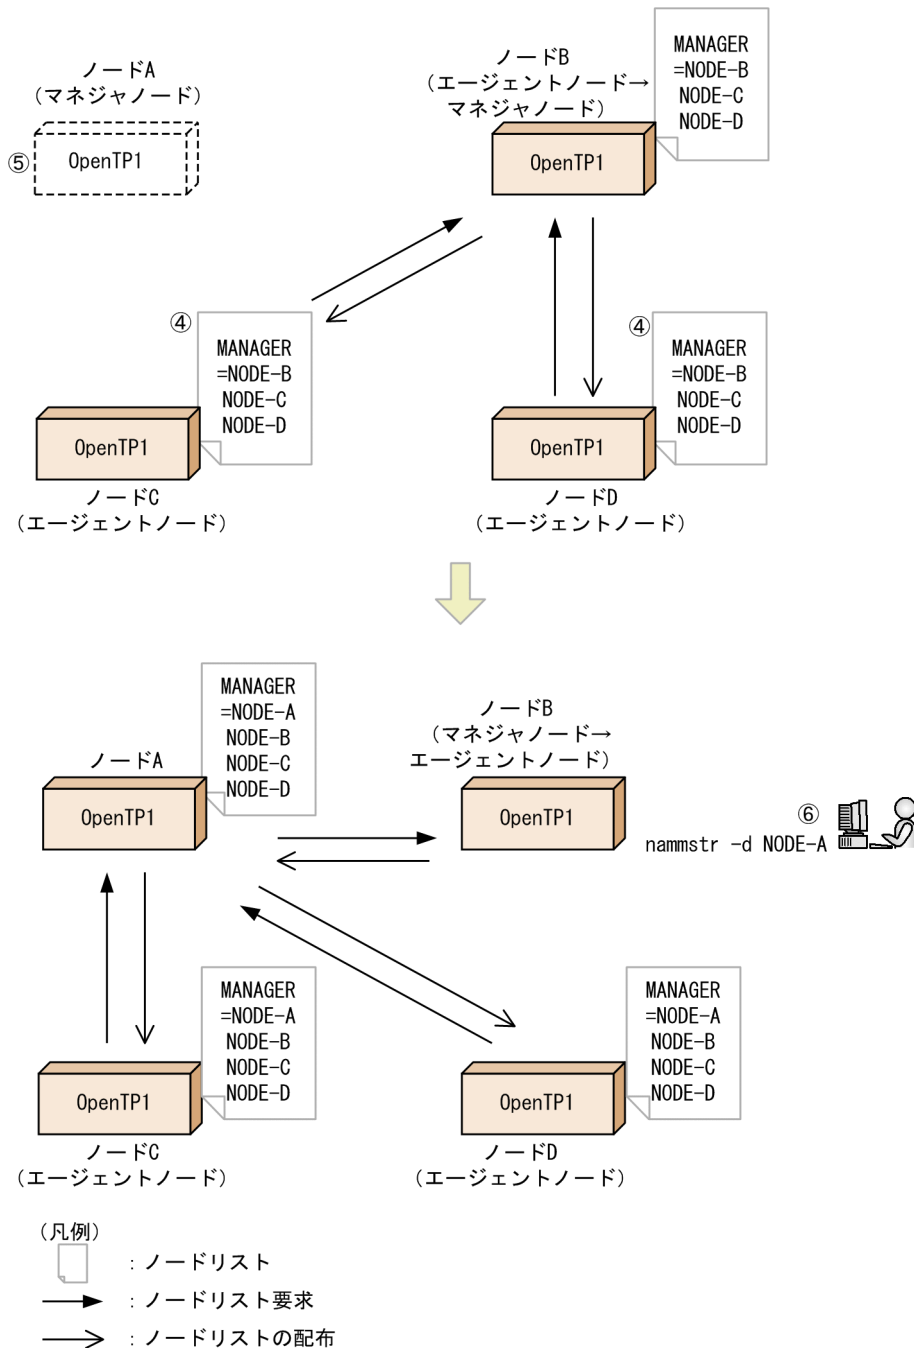 ノードA
（マネジャノード）
⑤
OpenTP1
ノードB
（エージェントノード→
マネジャノード）
OpenTP1
MANAGER
=NODE-B
NODE-C
NODE-D
④
MANAGER
=NODE-B
NODE-C
NODE-D
OpenTP1
ノードC
（エージェントノード）
④
MANAGER
=NODE-B
NODE-C
NODE-D
OpenTP1
ノードD
（エージェントノード）
ノードA
OpenTP1
MANAGER
=NODE-A
NODE-B
NODE-C
NODE-D
ノードB
（マネジャノード→
エージェントノード）
OpenTP1
⑥
nammstr -d NODE-A
MANAGER
=NODE-A
NODE-B
NODE-C
NODE-D
OpenTP1
ノードC
（エージェントノード）
MANAGER
=NODE-A
NODE-B
NODE-C
NODE-D
OpenTP1
ノードD
（エージェントノード）
（凡例）
：ノードリスト
：ノードリスト要求
：ノードリストの配布